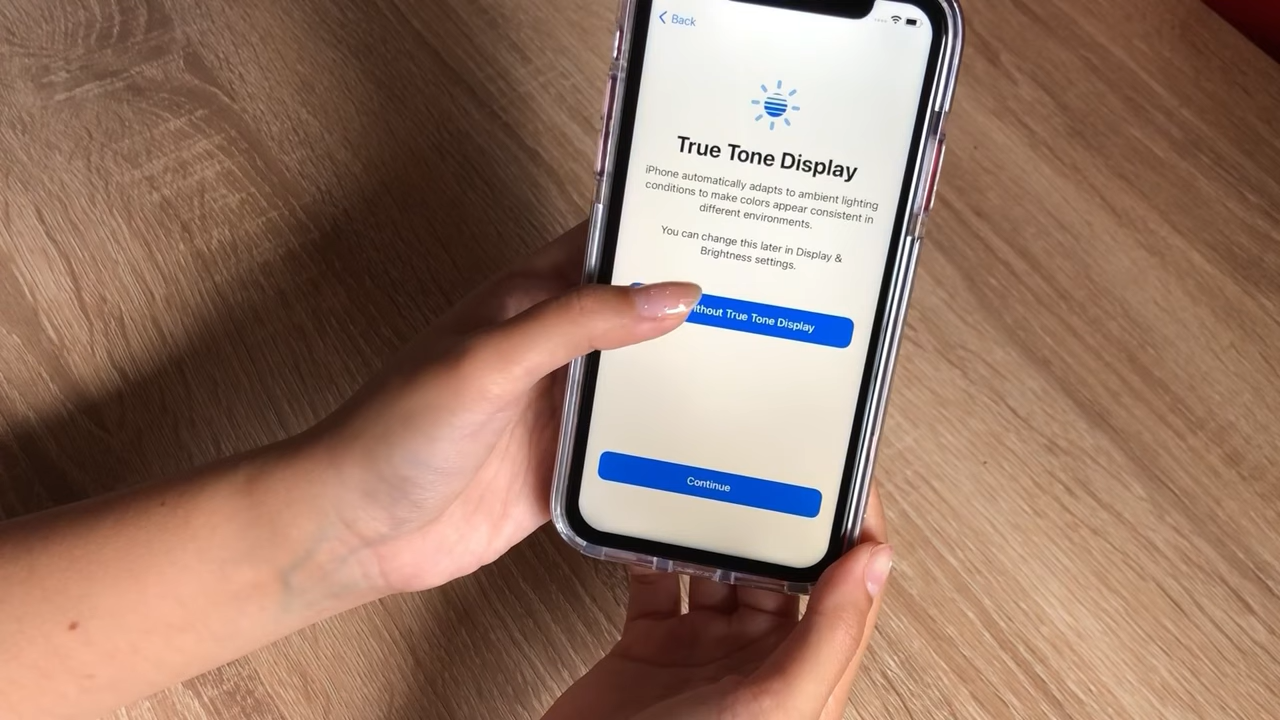 Back
True Tone Display
iPhone automatically adapts to ambient lighting
conditions to make colors appear consistent in
different environments.
You can change this later in Display &
Brightness settings.
True Tone Display
Continue